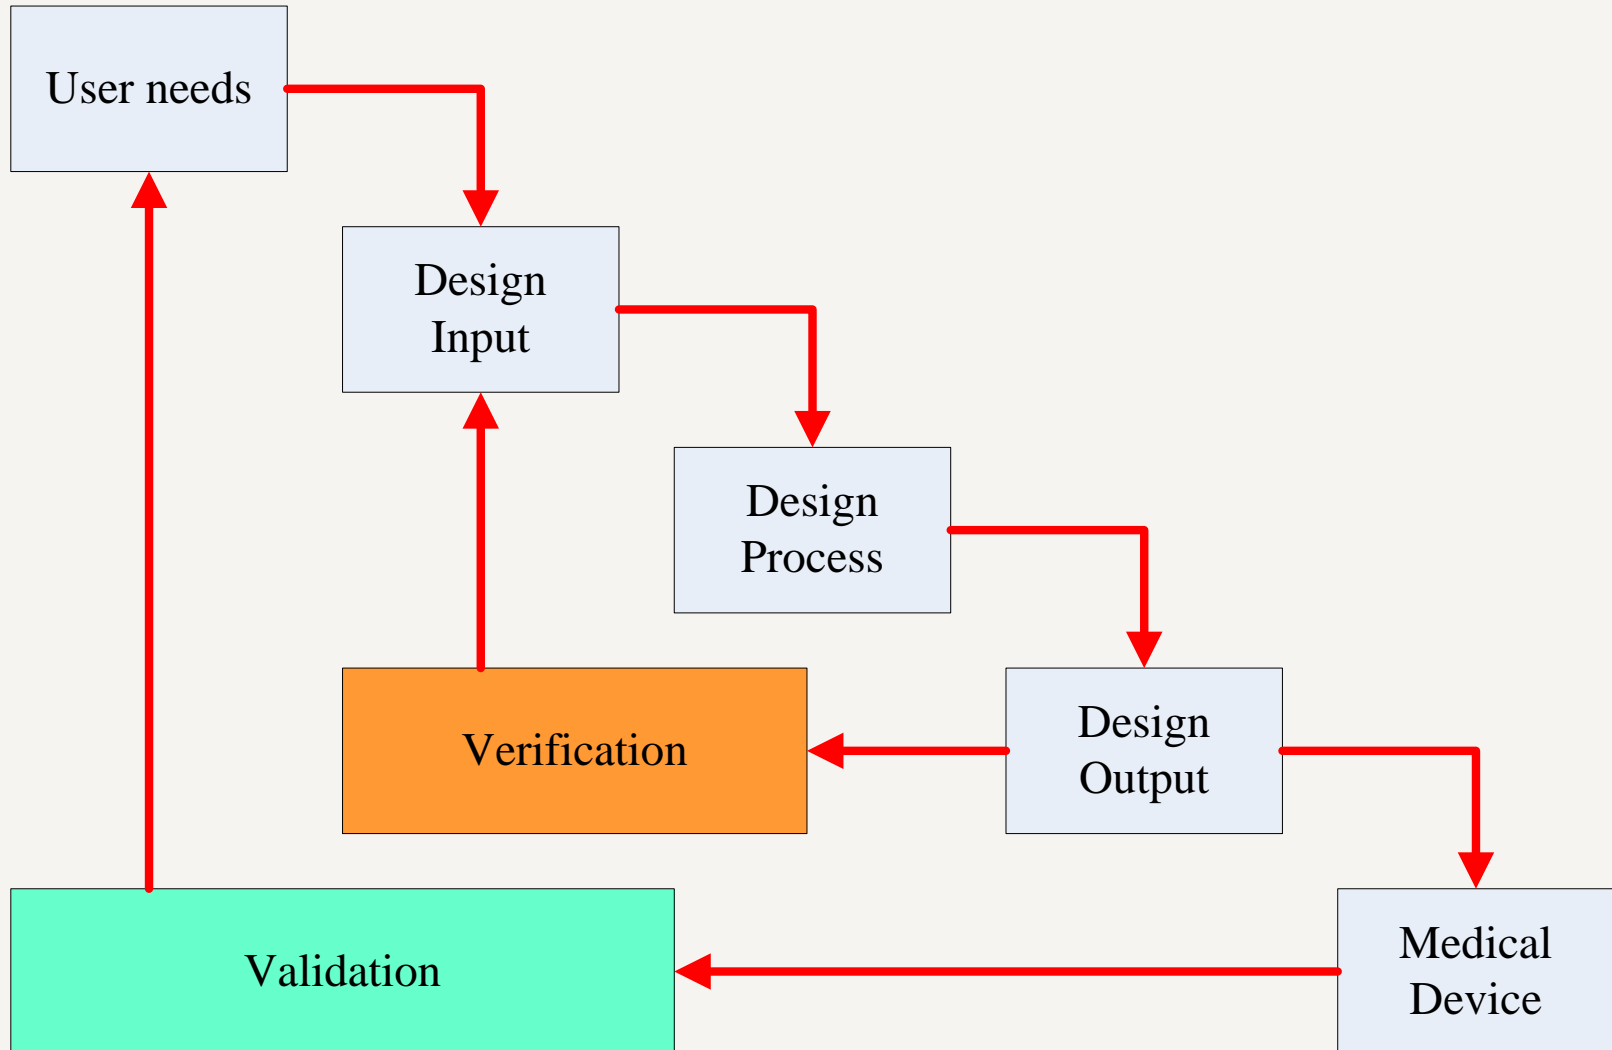 User needs
Design
Input
Design
Process
Verification
Design
Output
Validation
Medical
Device